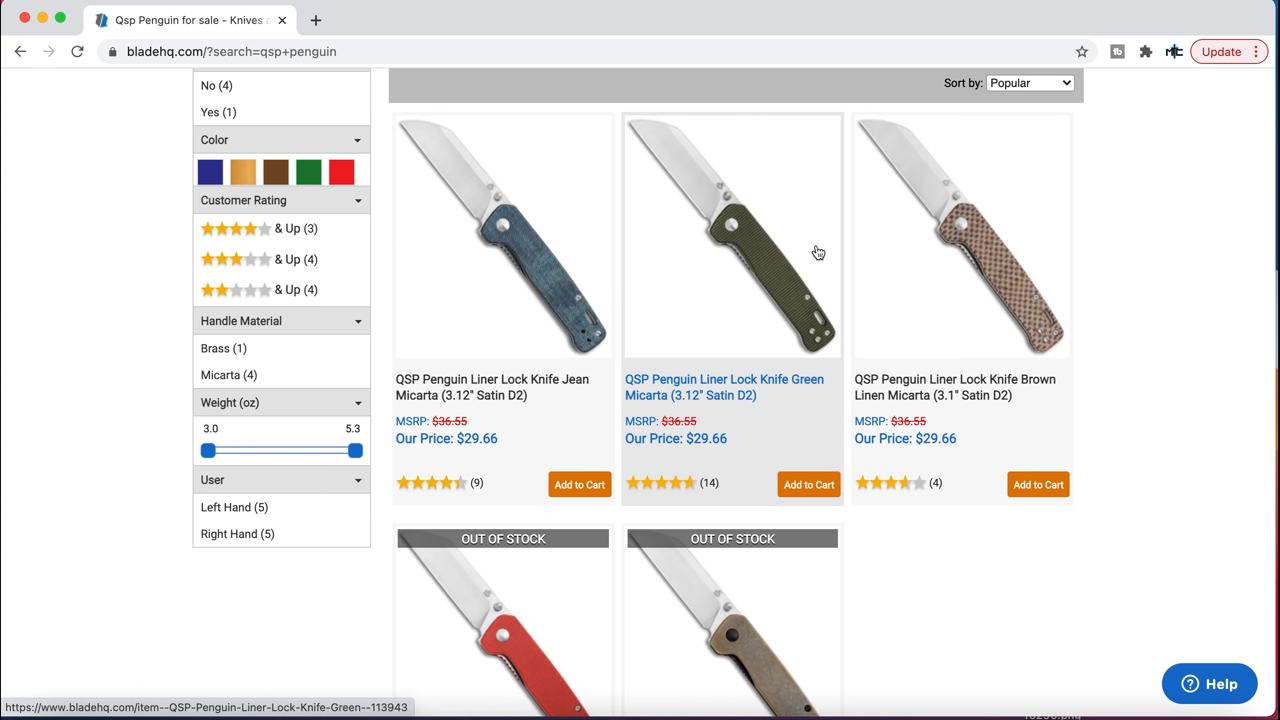 Qsp Penguin for sale - Knives a
bladehq.com/?search=qsp+penguin
Update
No (4)
Yes (1)
Color
Customer Rating
& Up (3)
& Up (4)
& Up (4)
Handle Material
Brass (1)
Micarta (4)
Weight (oz)
3.0 5.3
User
Left Hand (5)
Right Hand (5)
Sort by: Popular
QSP Penguin Liner Lock Knife Jean
Micarta (3.12" Satin D2)
MSRP: $36.55
Our Price: $29.66
(9) Add to Cart
QSP Penguin Liner Lock Knife Green
Micarta (3.12" Satin D2)
MSRP: $36.55
Our Price: $29.66
(14) Add to Cart
QSP Penguin Liner Lock Knife Brown
Linen Micarta (3.1" Satin D2)
MSRP: $36.55
Our Price: $29.66
(4) Add to Cart
OUT OF STOCK
OUT OF STOCK
? Help
https://www.bladehq.com/item--QSP-Penguin-Liner-Lock-Knife-Green--113943